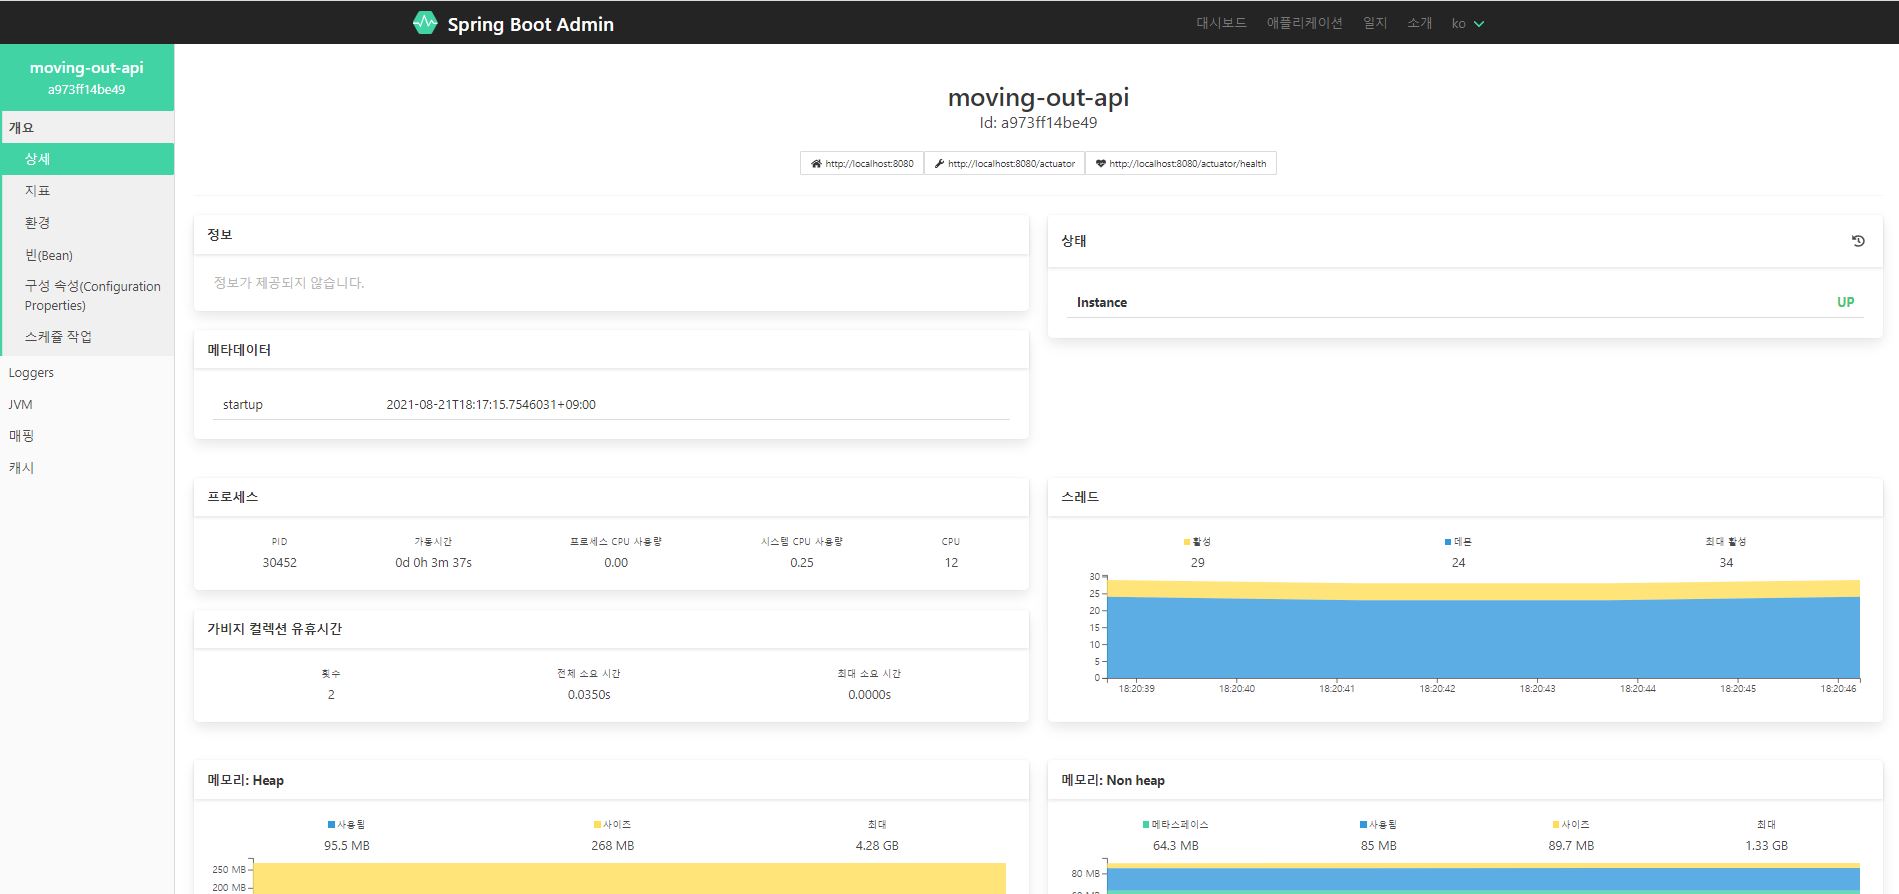 Spring Boot Admin
대시보드 애플리케이션 일지 소개 ko
moving-out-api
a973ff14be49
개요
상세
지표
환경
빈(Bean)
구성 속성(Configuration
Properties)
스케쥴 작업
Loggers
JVM
매핑
캐시
moving-out-api
Id: a973ff14be49
http://localhost:8080 http://localhost:8080/actuator http://localhost:8080/actuator/health
정보
정보가 제공되지 않습니다.
상태
Instance UP
메타데이터
startup 2021-08-21T18:17:15.7546031+09:00
프로세스
PID 가동시간 프로세스 CPU 사용량 시스템 CPU 사용량 CPU
30452 0d 0h 3m 37s 0.00 0.25 12
스레드
활성 데몬 최대 활성
29 24 34
30
25
20
15
10
5
0
18:20:39 18:20:40 18:20:41 18:20:42 18:20:43 18:20:44 18:20:45 18:20:46
가비지 컬렉션 유휴시간
횟수 전체 소요 시간 최대 소요 시간
2 0.0350s 0.0000s
메모리: Heap
사용됨 사이즈 최대
95.5 MB 268 MB 4.28 GB
250 MB
200 MB
메모리: Non heap
메타스페이스 사용됨 사이즈 최대
64.3 MB 85 MB 89.7 MB 1.33 GB
80 MB